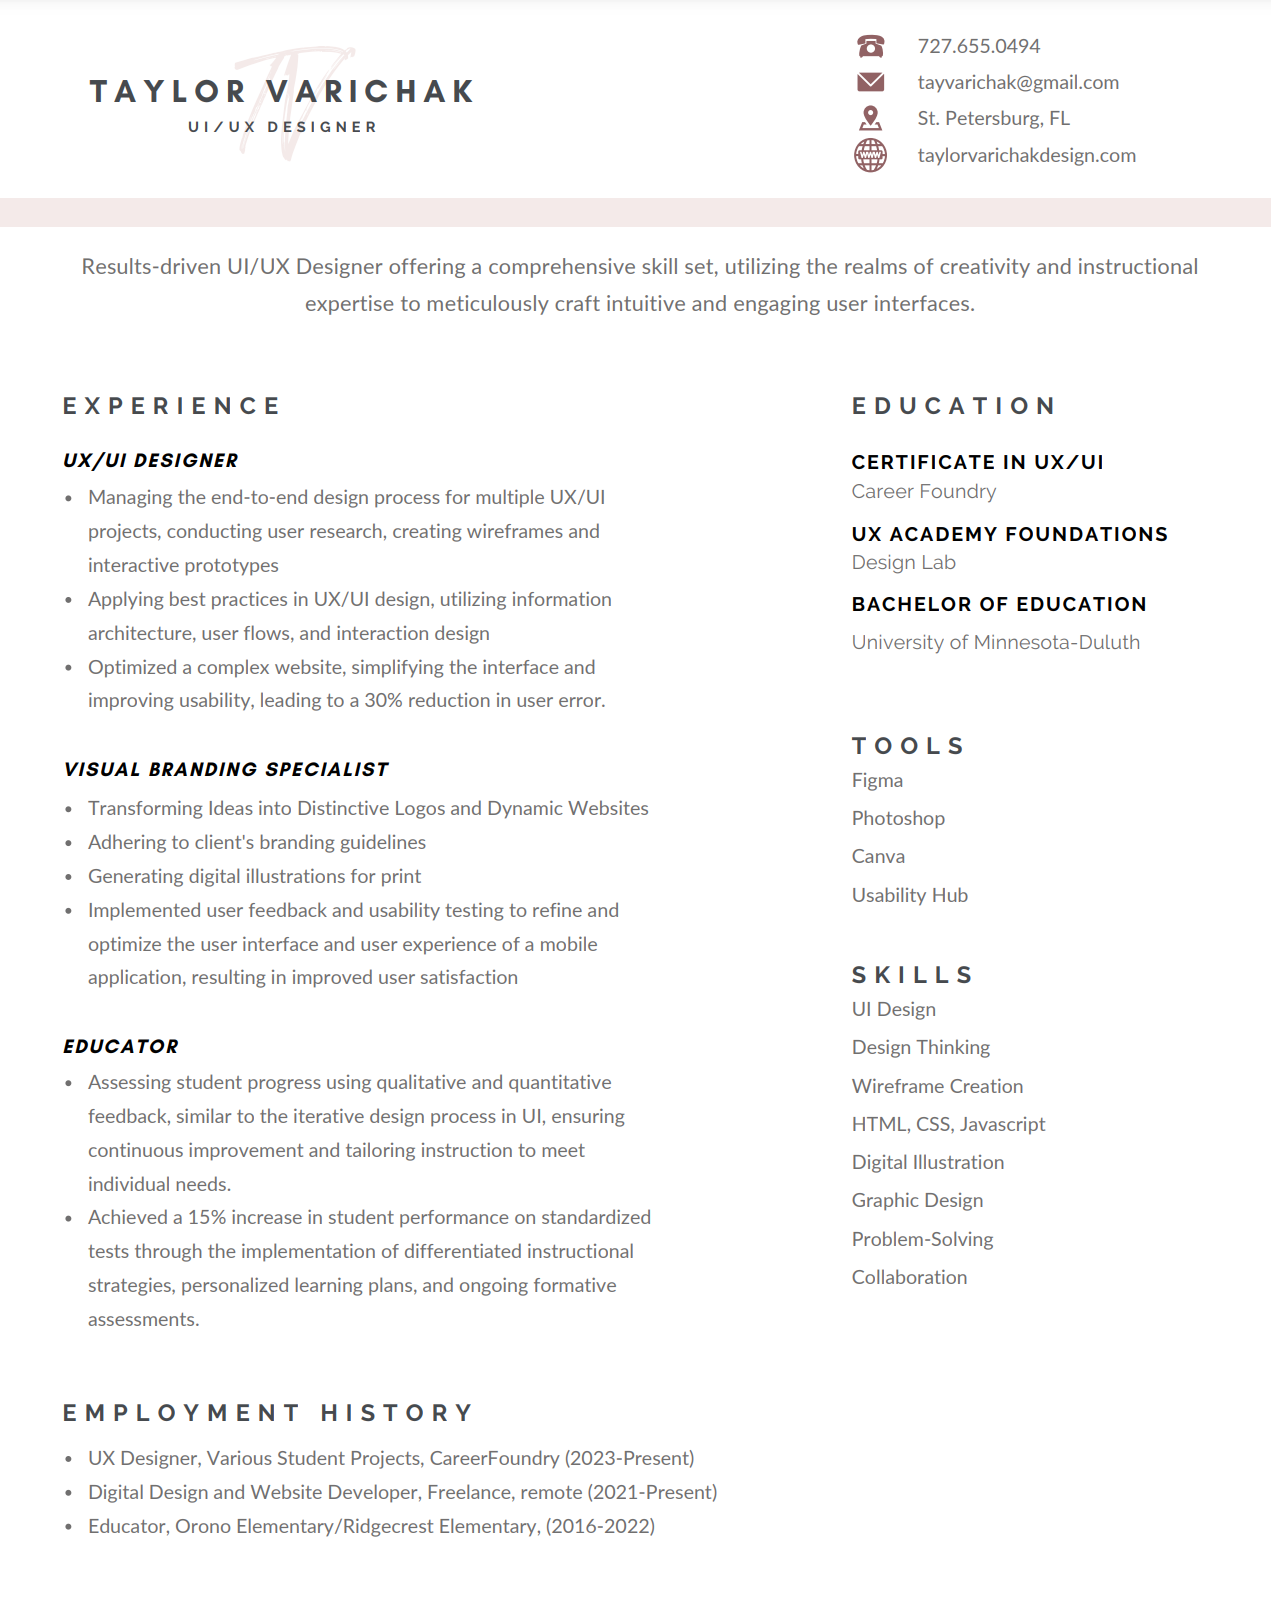 TAYLOR VARICHAK
TV
UI/UX DESIGNER
727.655.0494
tayvarichak@gmail.com
St. Petersburg, FL
WWW
taylorvarichakdesign.com
Results-driven UI/UX Designer offering a comprehensive skill set, utilizing the realms of creativity and instructional
expertise to meticulously craft intuitive and engaging user interfaces.
EXPERIENCE
UX/UI DESIGNER
• Managing the end-to-end design process for multiple UX/UI
projects, conducting user research, creating wireframes and
interactive prototypes
• Applying best practices in UX/UI design, utilizing information
architecture, user flows, and interaction design
• Optimized a complex website, simplifying the interface and
improving usability, leading to a 30% reduction in user error.
VISUAL BRANDING SPECIALIST
• Transforming Ideas into Distinctive Logos and Dynamic Websites
• Adhering to client's branding guidelines
• Generating digital illustrations for print
• Implemented user feedback and usability testing to refine and
optimize the user interface and user experience of a mobile
application, resulting in improved user satisfaction
EDUCATOR
• Assessing student progress using qualitative and quantitative
feedback, similar to the iterative design process in UI, ensuring
continuous improvement and tailoring instruction to meet
individual needs.
• Achieved a 15% increase in student performance on standardized
tests through the implementation of differentiated instructional
strategies, personalized learning plans, and ongoing formative
assessments.
EMPLOYMENT HISTORY
• UX Designer, Various Student Projects, CareerFoundry (2023-Present)
• Digital Design and Website Developer, Freelance, remote (2021-Present)
• Educator, Orono Elementary/Ridgecrest Elementary, (2016-2022)
EDUCATION
CERTIFICATE IN UX/UI
Career Foundry
UX ACADEMY FOUNDATIONS
Design Lab
BACHELOR OF EDUCATION
University of Minnesota-Duluth
TOOLS
Figma
Photoshop
Canva
Usability Hub
SKILLS
UI Design
Design Thinking
Wireframe Creation
HTML, CSS, Javascript
Digital Illustration
Graphic Design
Problem-Solving
Collaboration